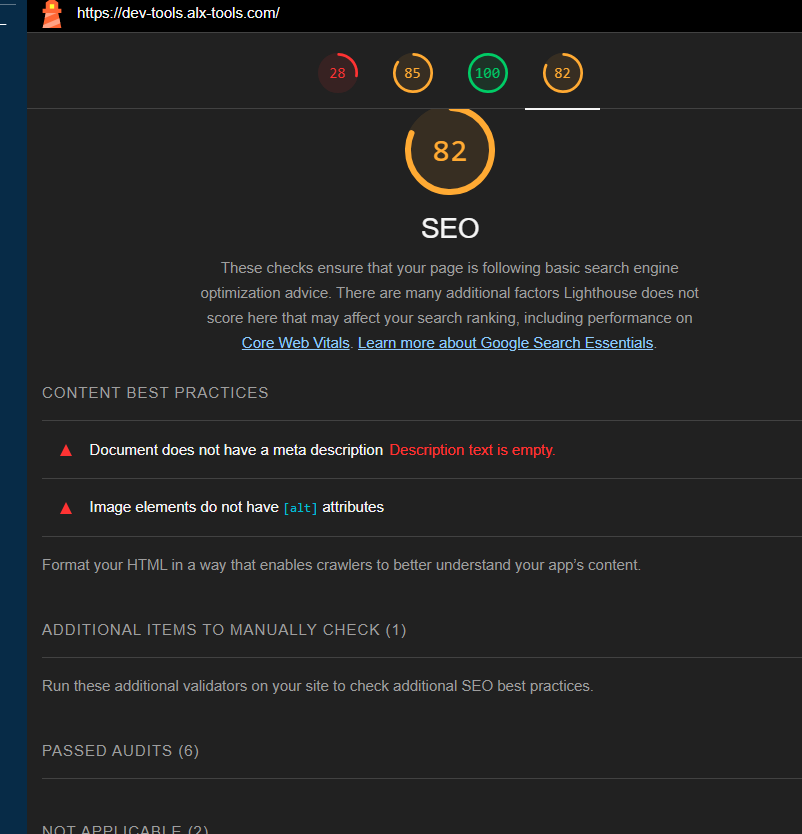 https://dev-tools.alx-tools.com/
28 85 100 82
82
SEO
These checks ensure that your page is following basic search engine
optimization advice. There are many additional factors Lighthouse does not
score here that may affect your search ranking, including performance on
Core Web Vitals. Learn more about Google Search Essentials.
CONTENT BEST PRACTICES
Document does not have a meta description Description text is empty.
Image elements do not have [alt] attributes
Format your HTML in a way that enables crawlers to better understand your app’s content.
ADDITIONAL ITEMS TO MANUALLY CHECK (1)
Run these additional validators on your site to check additional SEO best practices.
PASSED AUDITS (6)
NOT APPLICABLE (2)